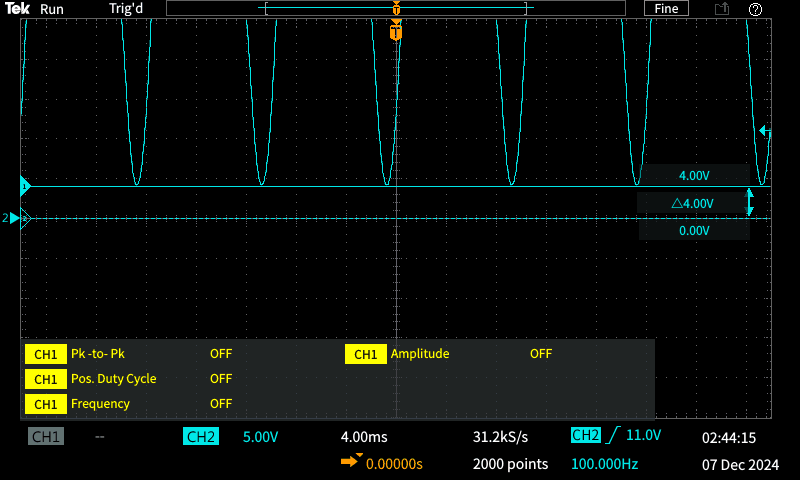 Tek Run Trig'd T Fine ?
T
1
4.00V
△4.00V
2 2
0.00V
CH1 Pk -to- Pk OFF CH1 Amplitude OFF
CH1 Pos. Duty Cycle OFF
CH1 Frequency OFF
CH1 -- CH2 5.00V 4.00ms 31.2kS/s CH2 11.0V 02:44:15
0.00000s 2000 points 100.000Hz 07 Dec 2024